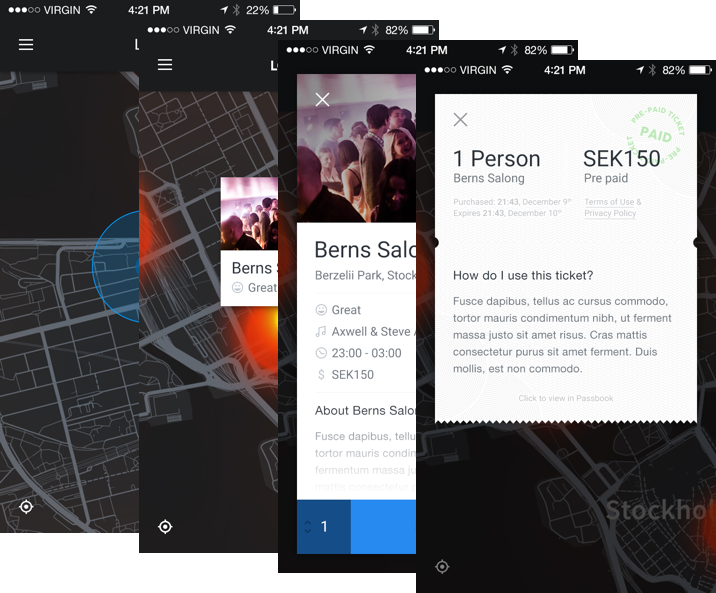 VIRGIN 4:21 PM 22%
VIRGIN 4:21 PM 82%
Berns
Great
VIRGIN 4:21 PM 82%
Berns Salo
Berzelii Park, Stock
Great
Axwell & Steve
23:00 - 03:00
SEK150
About Berns Salo
Fusce dapibus, tellu
tortor mauris condin
fermentum massa ju
mattis, consectetur
1
VIRGIN 4:21 PM 82%
PRE-PAID TICKET
PAID
1 Person SEK150
Berns Salong Pre paid
Purchased: 21:43, December 9th Terms of Use &
Expires 21:43, December 10th Privacy Policy
How do I use this ticket?
Fusce dapibus, tellus ac cursus commodo,
tortor mauris condimentum nibh, ut ferment
massa justo sit amet risus. Cras mattis
consectetur purus sit amet ferment. Duis
mollis, est non commodo.
Click to view in Passbook
Stockhol